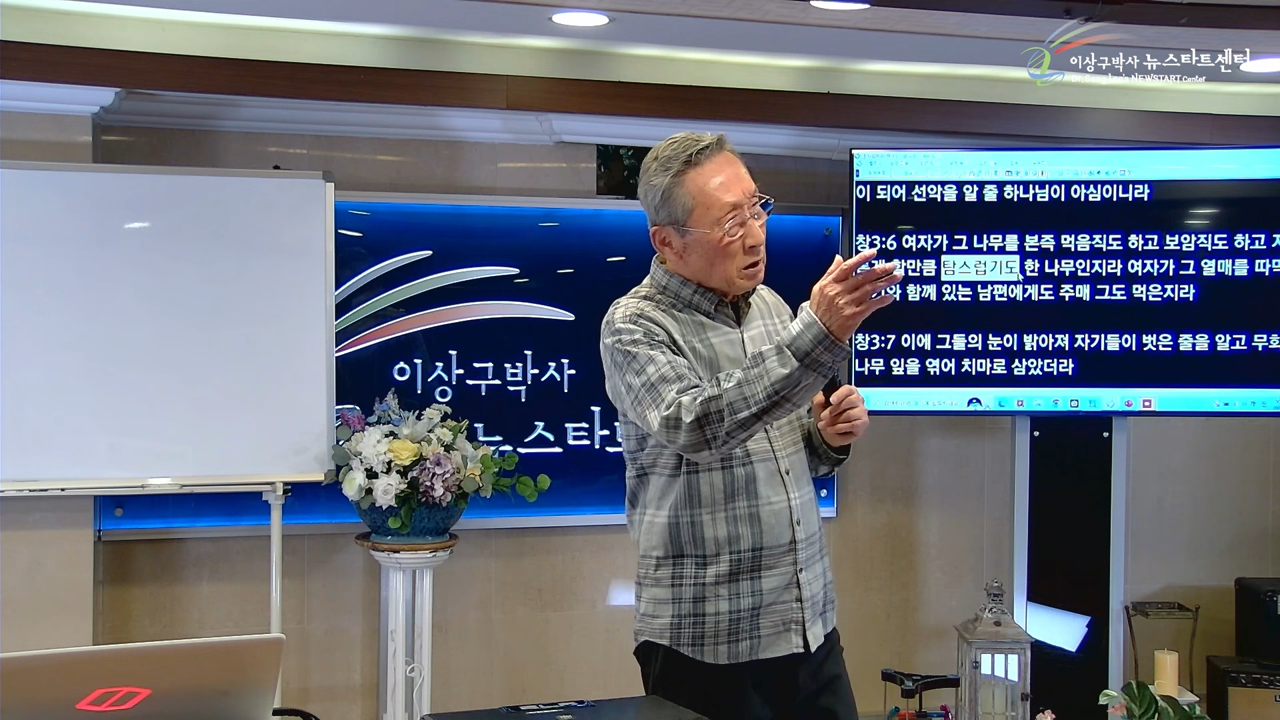 이상구박사 뉴스타트센터
NEWSTART Center
이 되어 선악을 알 줄 하나님이 아심이니라
창3:6 여자가 그 나무를 본즉 먹음직도 하고 보암직도 하고
할만큼 탐스럽기도 한 나무인지라 여자가 그 열매를 따먹
함께 있는 남편에게도 주매 그도 먹은지라
창3:7 이에 그들의 눈이 밝아져 자기들이 벗은 줄을 알고 무화
나무 잎을 엮어 치마로 삼았더라
이상구박사
뉴스타트